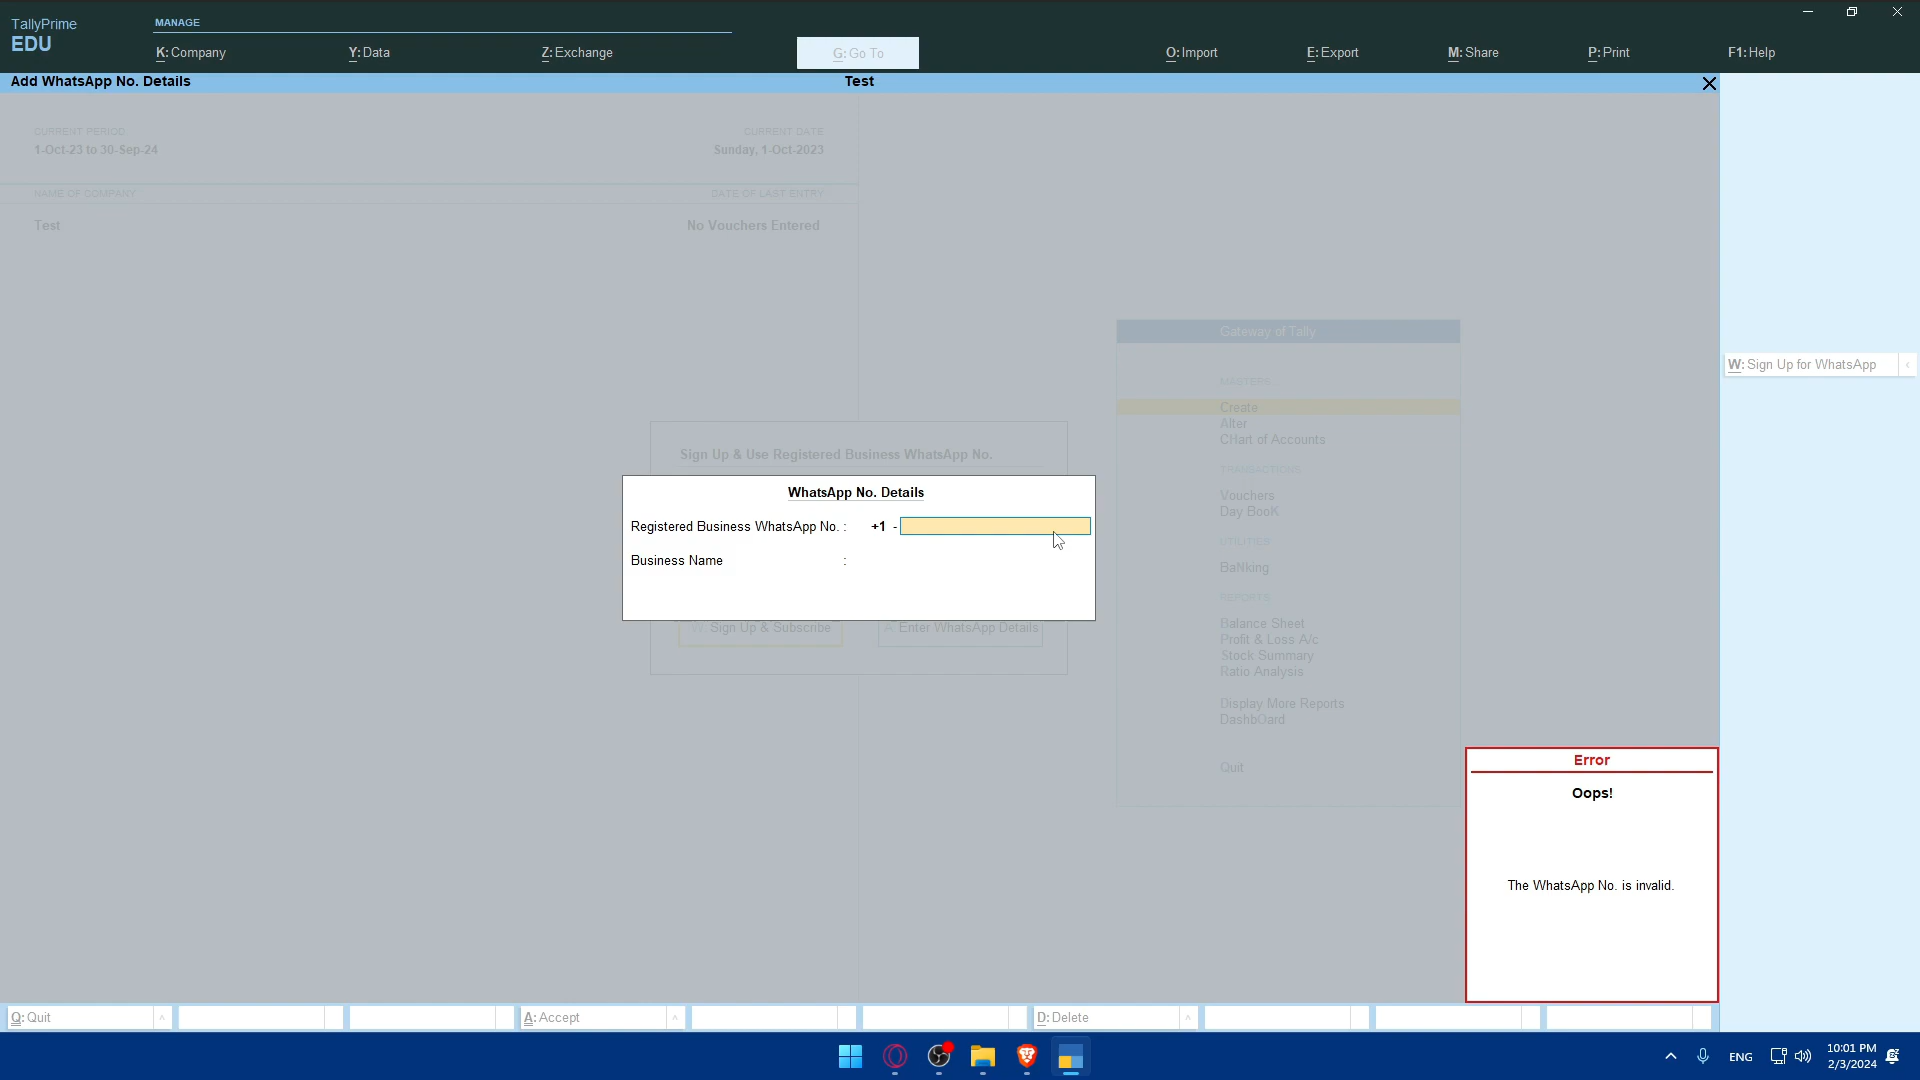 TallyPrime
EDU
MANAGE
K: Company
Y: Data
Z: Exchange
G: Go To
O: Import
E: Export
M: Share
P: Print
F1: Help
Add WhatsApp No. Details
Test
CURRENT PERIOD
1-Oct-23 to 30-Sep-24
CURRENT DATE
Sunday, 1-Oct-2023
NAME OF COMPANY
DATE OF LAST ENTRY
Test
No Vouchers Entered
Gateway of Tally
MASTERS
Create
Alter
CHart of Accounts
TRANSACTIONS
Vouchers
Day BooK
UTILITIES
BaNking
REPORTS
Balance Sheet
Profit & Loss A/c
Stock Summary
Ratio Analysis
Display More Reports
DashbOard
Quit
W: Sign Up for WhatsApp
Sign Up & Use Registered Business WhatsApp No.
WhatsApp No. Details
Registered Business WhatsApp No. : +1 -
Business Name :
W: Sign Up & Subscribe
A: Enter WhatsApp Details
Error
Oops!
The WhatsApp No. is invalid.
Q: Quit
A: Accept
D: Delete
ENG
10:01 PM
2/3/2024